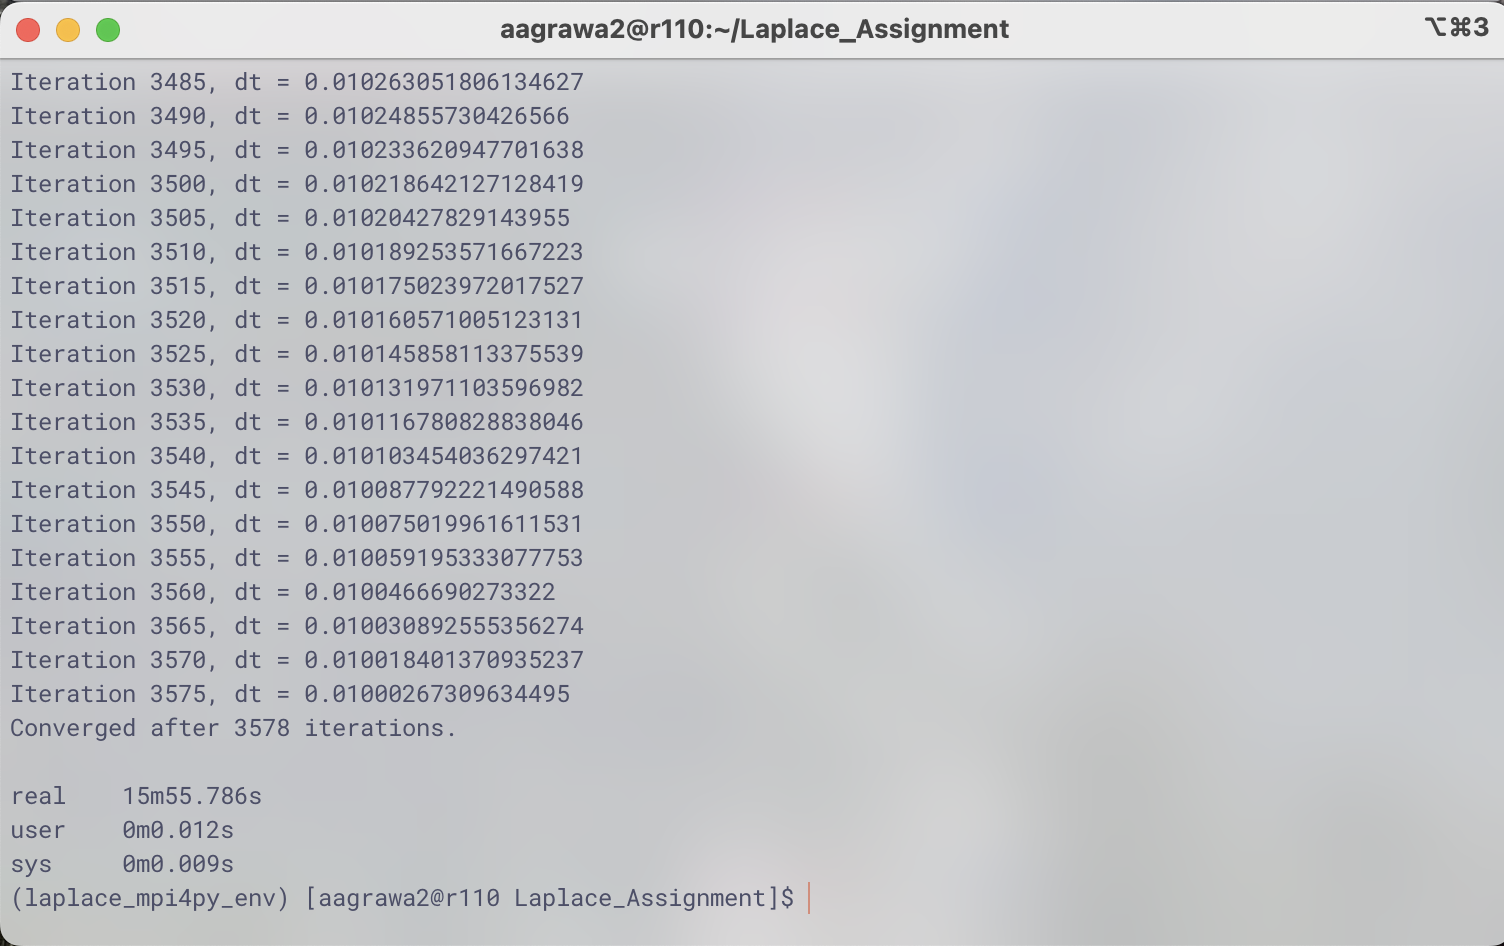 aagrawa2@r110:~/Laplace_Assignment
⌥⌘3
Iteration 3485, dt = 0.010263051806134627
Iteration 3490, dt = 0.01024855730426566
Iteration 3495, dt = 0.010233620947701638
Iteration 3500, dt = 0.010218642127128419
Iteration 3505, dt = 0.01020427829143955
Iteration 3510, dt = 0.0101892535716​67223
Iteration 3515, dt = 0.010175023972017527
Iteration 3520, dt = 0.010160571005123131
Iteration 3525, dt = 0.010145858113375539
Iteration 3530, dt = 0.010131971103596982
Iteration 3535, dt = 0.010116780828838046
Iteration 3540, dt = 0.010103454036297421
Iteration 3545, dt = 0.010087792221490588
Iteration 3550, dt = 0.010075019961611531
Iteration 3555, dt = 0.010059195333077753
Iteration 3560, dt = 0.0100466690273322
Iteration 3565, dt = 0.010030892555356274
Iteration 3570, dt = 0.010018401370935237
Iteration 3575, dt = 0.01000267309634495
Converged after 3578 iterations.
real 15m55.786s
user 0m0.012s
sys 0m0.009s
(laplace_mpi4py_env) [aagrawa2@r110 Laplace_Assignment]$